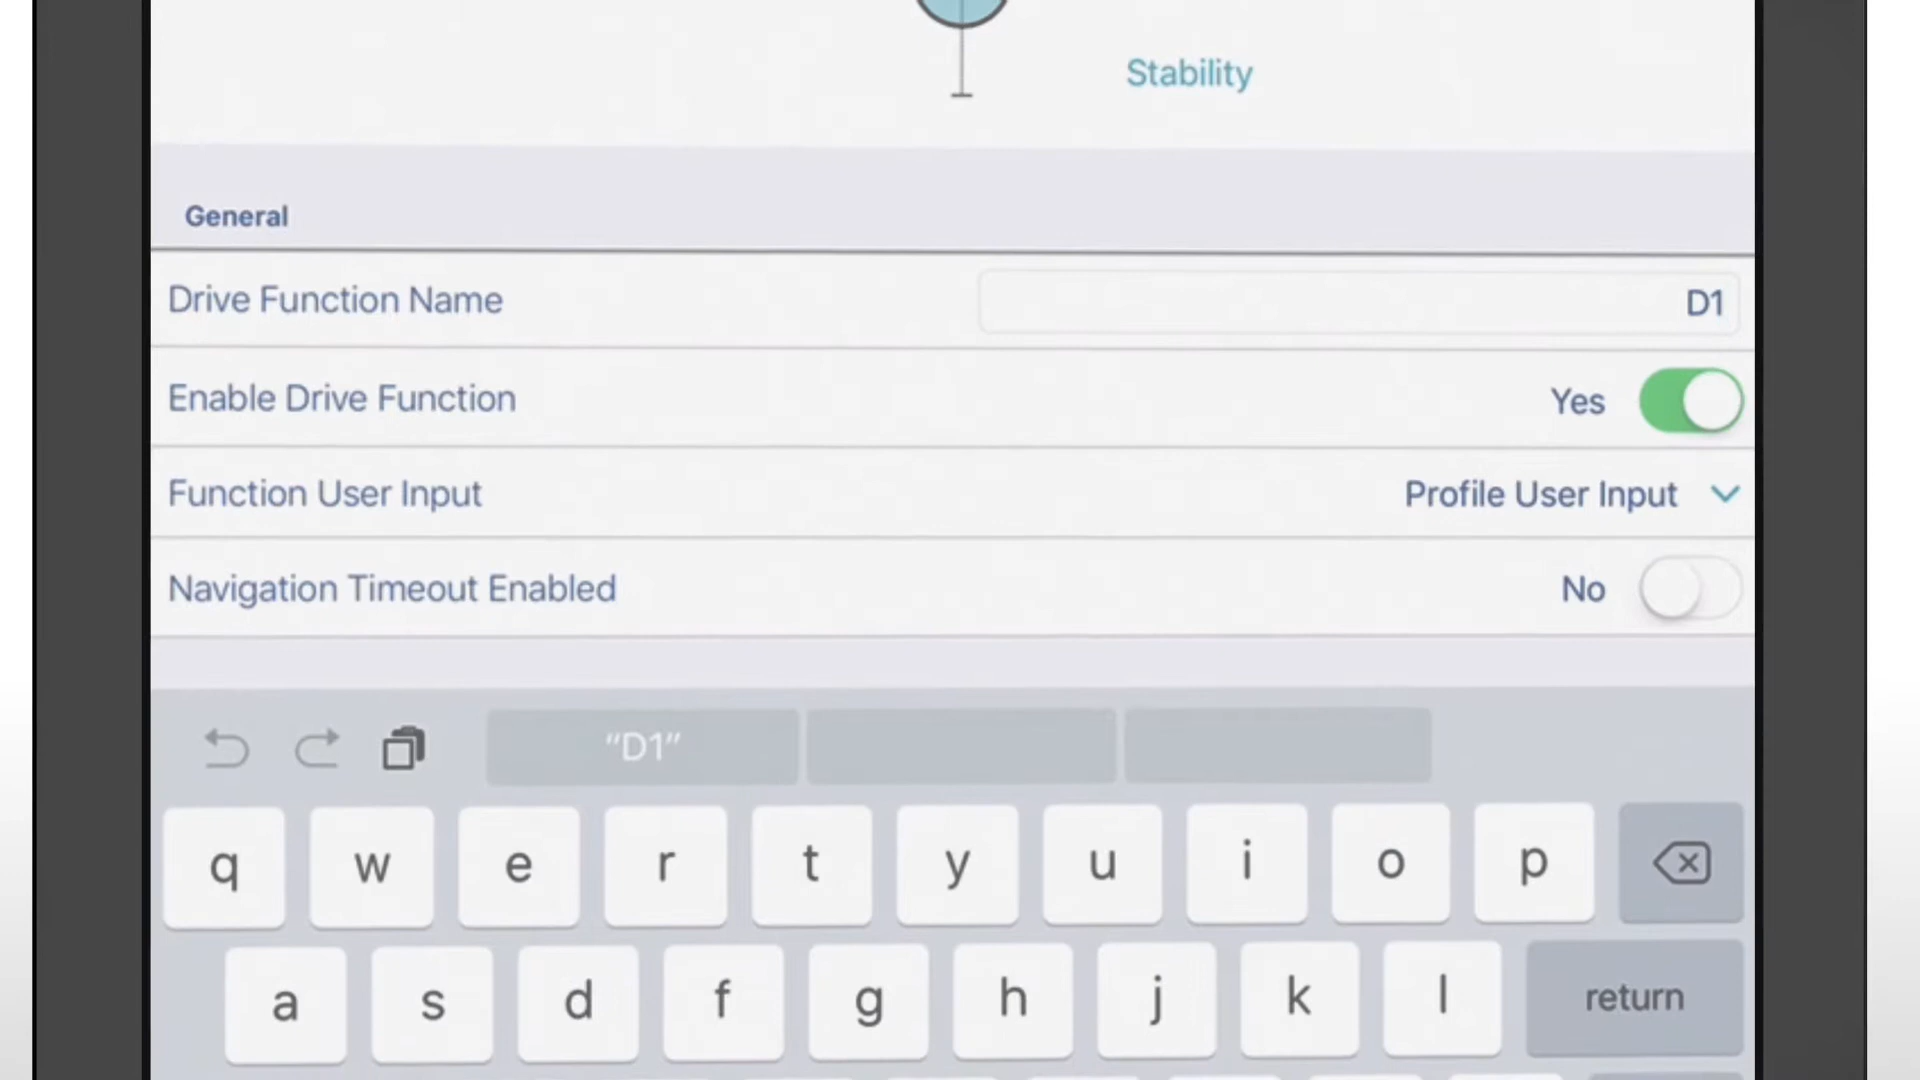 Stability
General
Drive Function Name D1
Enable Drive Function Yes
Function User Input Profile User Input
Navigation Timeout Enabled No
“D1”
q w e r t y u i o p
a s d f g h j k l return